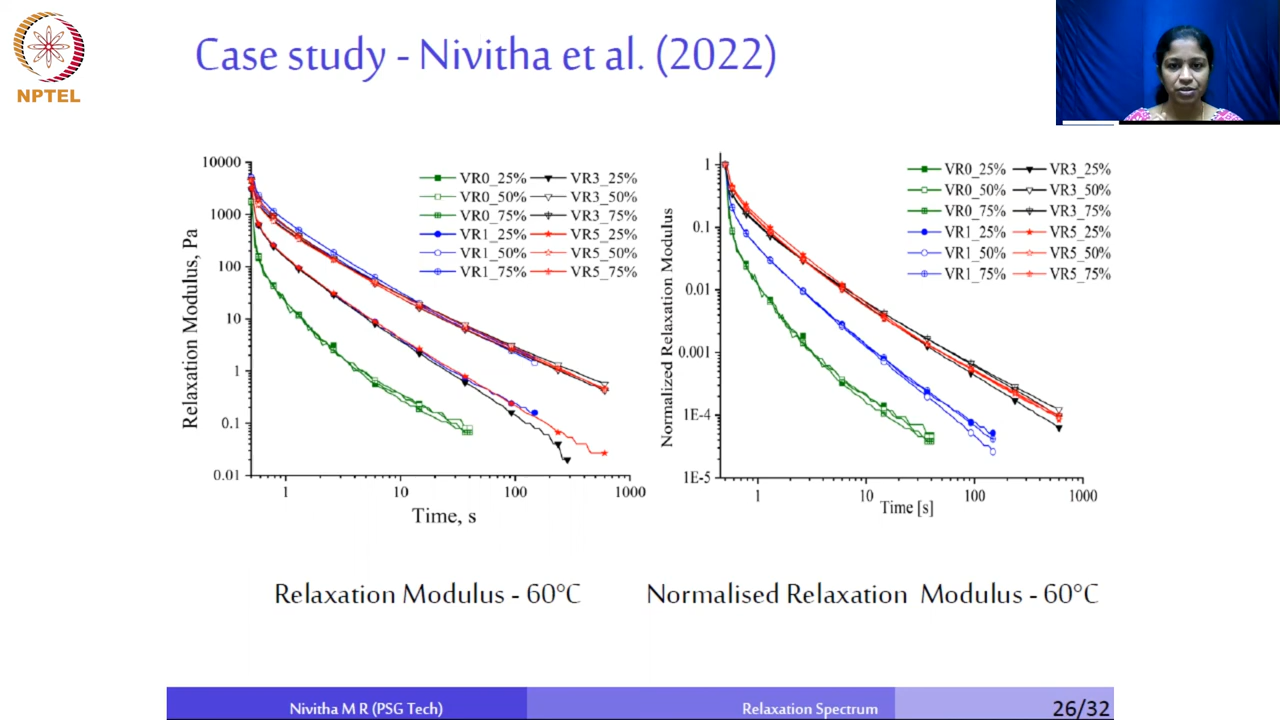 NPTEL
Case study - Nivitha et al. (2022)
10000
1000
100
10
1
0.1
0.01
Relaxation Modulus, Pa
VR0_25%
VR0_50%
VR0_75%
VR1_25%
VR1_50%
VR1_75%
VR3_25%
VR3_50%
VR3_75%
VR5_25%
VR5_50%
VR5_75%
1
10
100
1000
Time, s
1
0.1
0.01
0.001
1E-4
1E-5
Normalized Relaxation Modulus
VR0_25%
VR0_50%
VR0_75%
VR1_25%
VR1_50%
VR1_75%
VR3_25%
VR3_50%
VR3_75%
VR5_25%
VR5_50%
VR5_75%
1
10
100
1000
Time [s]
Relaxation Modulus - 60°C
Normalised Relaxation Modulus - 60°C
Nivitha M R (PSG Tech)
Relaxation Spectrum
26/32